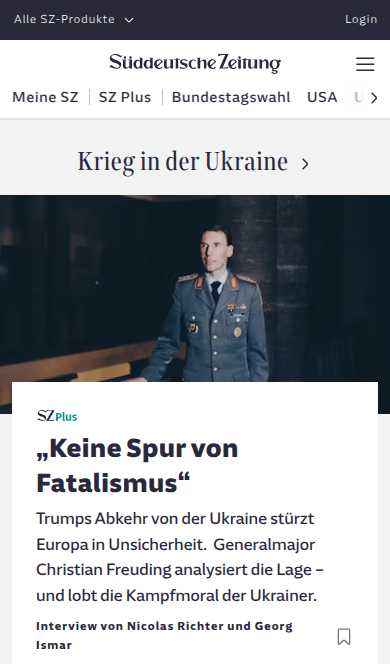 Alle SZ-Produkte
Login
Süddeutsche Zeitung
Meine SZ
SZ Plus
Bundestagswahl
USA
Krieg in der Ukraine
SZ Plus
„Keine Spur von
Fatalismus“
Trumps Abkehr von der Ukraine stürzt
Europa in Unsicherheit. Generalmajor
Christian Freuding analysiert die Lage –
und lobt die Kampfmoral der Ukrainer.
Interview von Nicolas Richter und Georg
Ismar